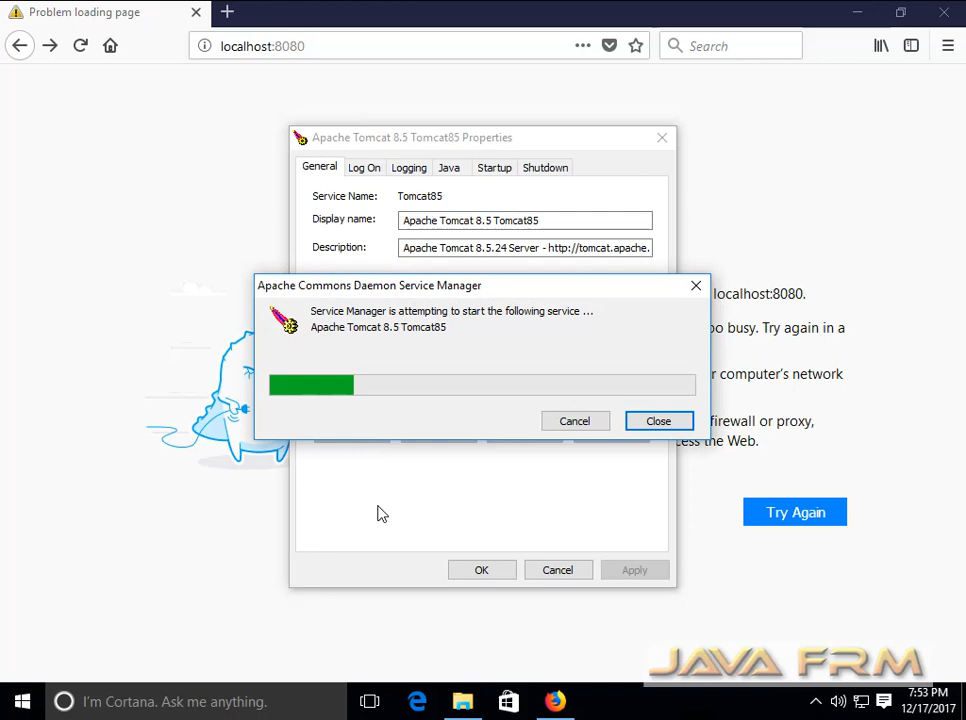 Problem loading page
localhost:8080
Search
Apache Tomcat 8.5 Tomcat85 Properties
General Log On Logging Java Startup Shutdown
Service Name: Tomcat85
Display name: Apache Tomcat 8.5 Tomcat85
Description: Apache Tomcat 8.5.24 Server - http://tomcat.apache.
Apache Commons Daemon Service Manager
Service Manager is attempting to start the following service ...
Apache Tomcat 8.5 Tomcat85
Cancel Close
localhost:8080.
busy. Try again in a
computer's network
firewall or proxy,
the Web.
Try Again
OK Cancel Apply
JAVA FRM
I'm Cortana. Ask me anything.
7:53 PM
12/17/2017